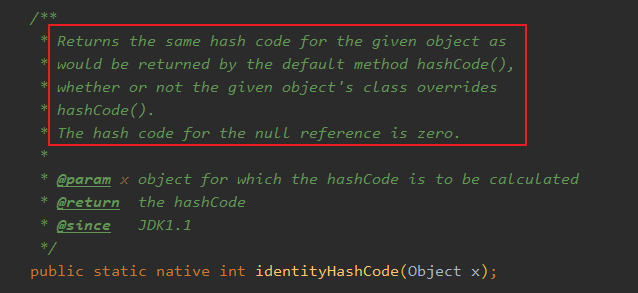 /**
* Returns the same hash code for the given object as
* would be returned by the default method hashCode(),
* whether or not the given object's class overrides
* hashCode().
* The hash code for the null reference is zero.
*
* @param x object for which the hashCode is to be calculated
* @return  the hashCode
* @since   JDK1.1
*/
public static native int identityHashCode(Object x);